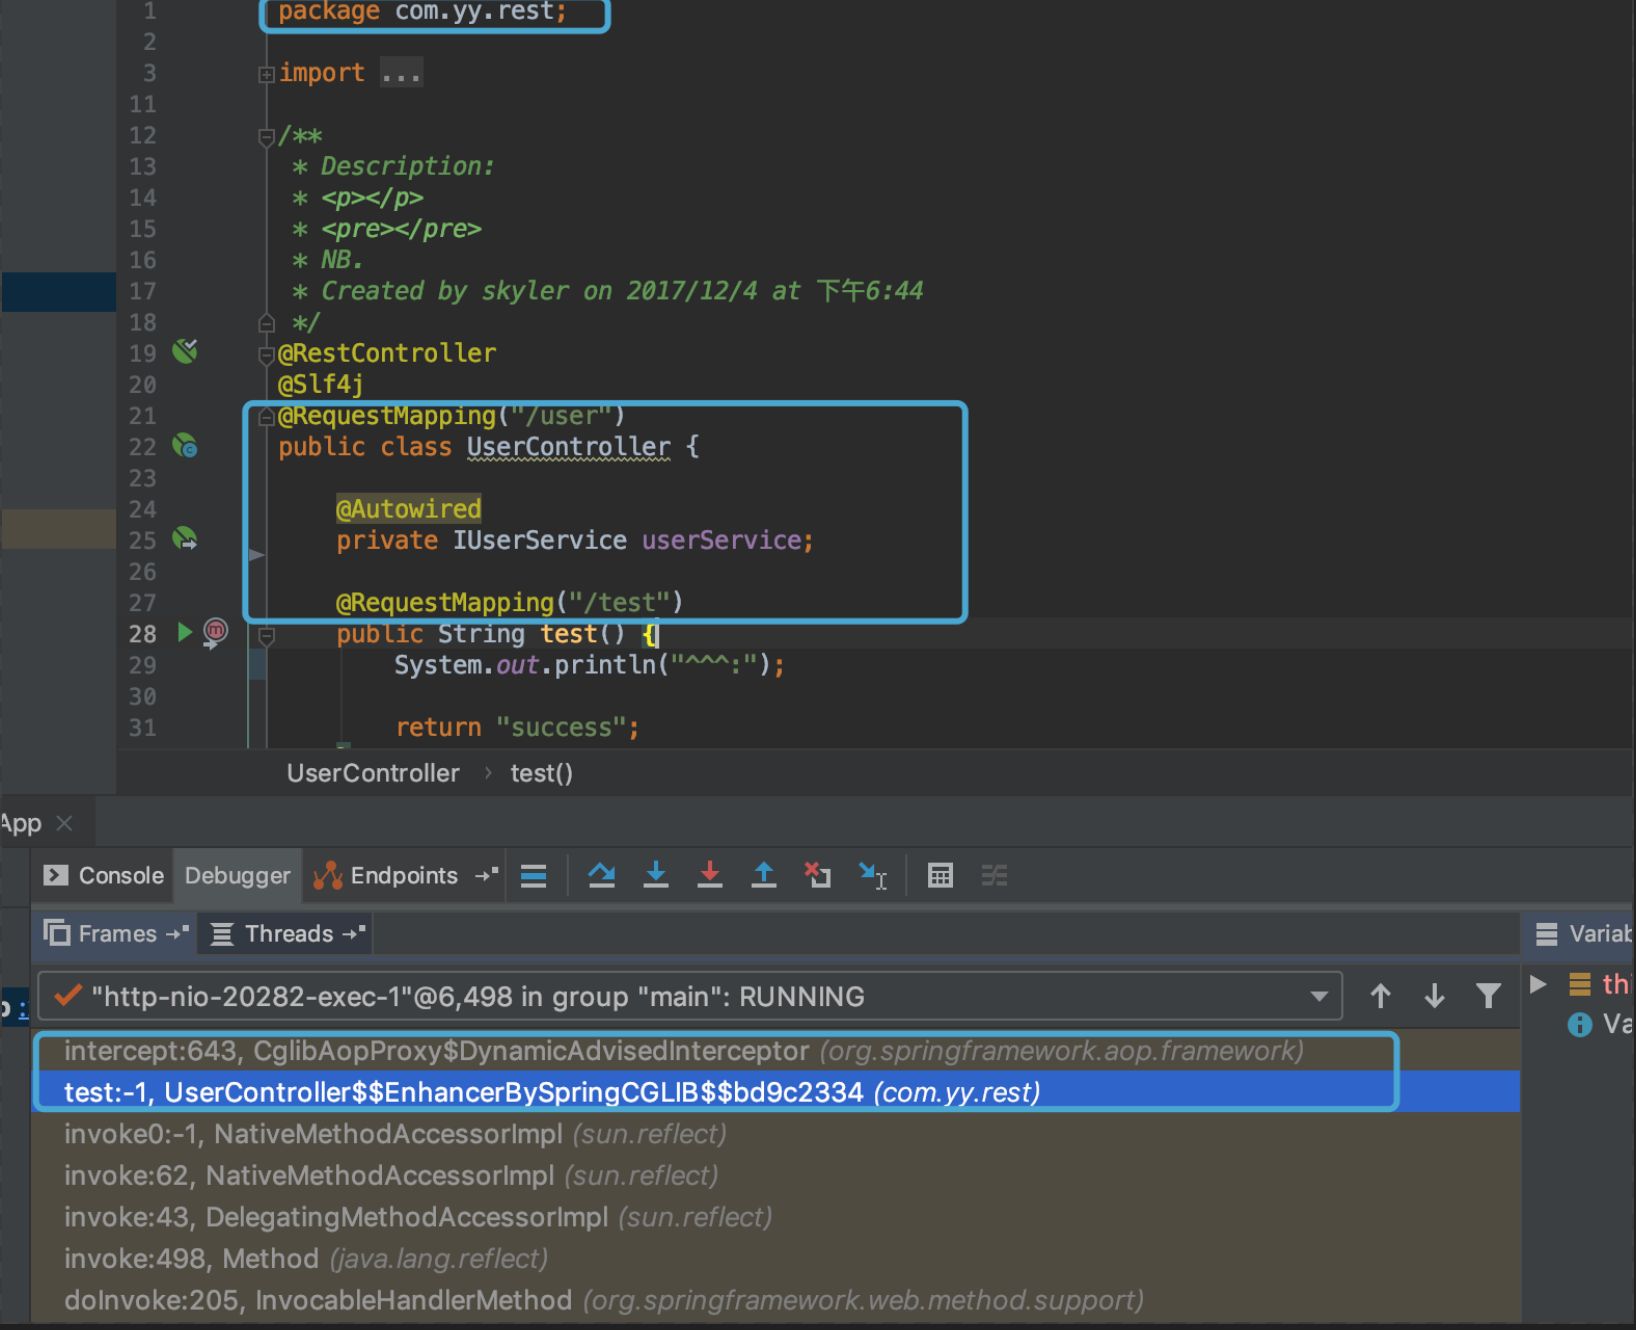 1 package com.yy.rest;
2
3 import ...
11
12 /**
13 * Description:
14 * <p></p>
15 * <pre></pre>
16 * NB.
17 * Created by skyler on 2017/12/4 at 下午6:44
18 */
19 @RestController
20 @Slf4j
21 @RequestMapping("/user")
22 public class UserController {
23
24 @Autowired
25 private IUserService userService;
26
27 @RequestMapping("/test")
28 public String test() {
29 System.out.println("^^^:");
30
31 return "success";
UserController › test()
App
Console Debugger Endpoints
Frames Threads
"http-nio-20282-exec-1"@6,498 in group "main": RUNNING
intercept:643, CglibAopProxy$DynamicAdvisedInterceptor (org.springframework.aop.framework)
test:-1, UserController$$EnhancerBySpringCGLIB$$bd9c2334 (com.yy.rest)
invoke0:-1, NativeMethodAccessorImpl (sun.reflect)
invoke:62, NativeMethodAccessorImpl (sun.reflect)
invoke:43, DelegatingMethodAccessorImpl (sun.reflect)
invoke:498, Method (java.lang.reflect)
doInvoke:205, InvocableHandlerMethod (org.springframework.web.method.support)